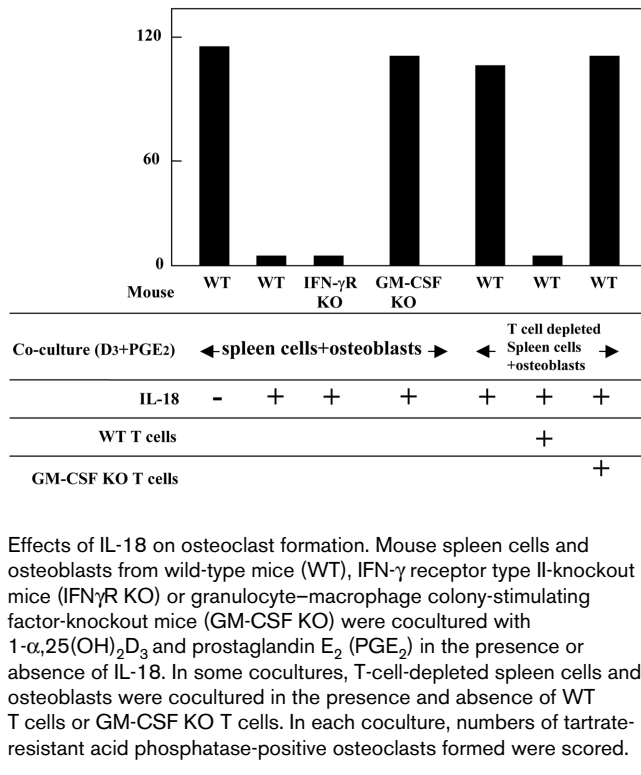 120
60
0
Mouse WT WT IFN-γR KO GM-CSF KO WT WT WT
Co-culture (D3+PGE2) spleen cells+osteoblasts T cell depleted Spleen cells +osteoblasts
IL-18 - + + + + + +
WT T cells +
GM-CSF KO T cells +
Effects of IL-18 on osteoclast formation. Mouse spleen cells and
osteoblasts from wild-type mice (WT), IFN-γ receptor type II-knockout
mice (IFNγR KO) or granulocyte–macrophage colony-stimulating
factor-knockout mice (GM-CSF KO) were cocultured with
1-α,25(OH)2D3 and prostaglandin E2 (PGE2) in the presence or
absence of IL-18. In some cocultures, T-cell-depleted spleen cells and
osteoblasts were cocultured in the presence and absence of WT
T cells or GM-CSF KO T cells. In each coculture, numbers of tartrate-
resistant acid phosphatase-positive osteoclasts formed were scored.